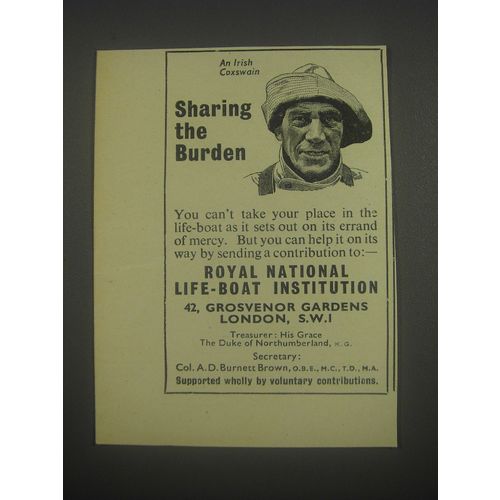 An Irish
Coxswain
Sharing
the
Burden
You can't take your place in the
life-boat as it sets out on its errand
of mercy. But you can help it on its
way by sending a contribution to:—
ROYAL NATIONAL
LIFE-BOAT INSTITUTION
42, GROSVENOR GARDENS
LONDON, S.W.1
Treasurer: His Grace
The Duke of Northumberland, K.G.
Secretary:
Col. A.D. Burnett Brown, O.B.E., M.C., T.D., M.A.
Supported wholly by voluntary contributions.